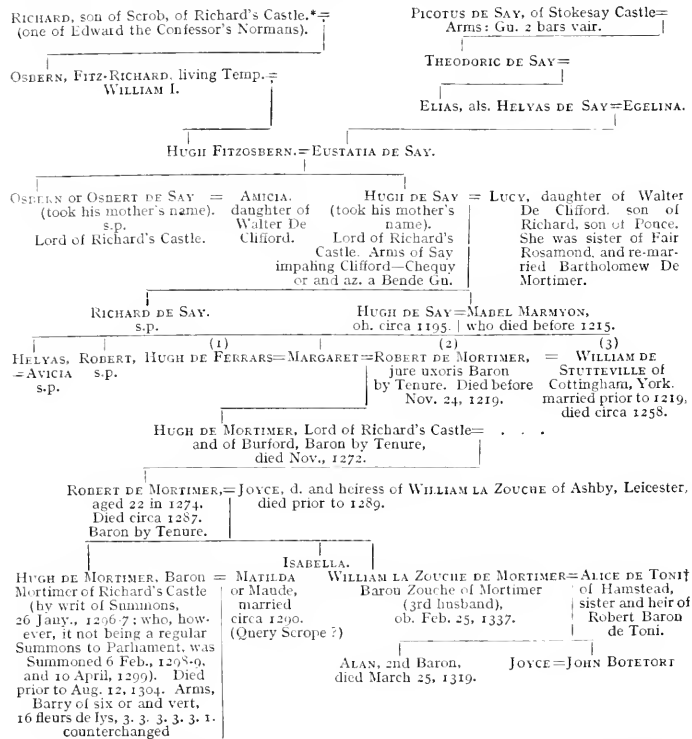 RICHARD, son of Scrob, of Richard's Castle.*=
(one of Edward the Confessor's Normans).
PICOTUS DE SAY, of Stokesay Castle=
Arms: Gu. 2 bars vair.
OSBERN, FITZ-RICHARD, living Temp.=
WILLIAM I.
THEODORIC DE SAY=
ELIAS, als. HELYAS DE SAY=EGELINA.
HUGH FITZOSBERN.=EUSTATIA DE SAY.
OSBERN or OSBERT DE SAY =
(took his mother's name).
s.p.
Lord of Richard's Castle.
AMICIA,
daughter of
Walter De
Clifford.
HUGH DE SAY =
(took his mother's
name).
Lord of Richard's
Castle. Arms of Say
impaling Clifford—Chequy
or and az. a Bende Gu.
LUCY, daughter of Walter
De Clifford, son of
Richard, son of Ponce.
She was sister of Fair
Rosamond, and re-mar-
ried Bartholomew De
Mortimer.
RICHARD DE SAY.
s.p.
HUGH DE SAY=MABEL MARMYON,
ob. circa 1195. | who died before 1215.
(1) (2) (3)
HELYAS,
=AVICIA
s.p.
ROBERT,
s.p.
HUGH DE FERRARS=MARGARET=ROBERT DE MORTIMER,
jure uxoris Baron
by Tenure. Died before
Nov. 24, 1219.
= WILLIAM DE
STUTTEVILLE of
Cottingham, York.
married prior to 1219,
died circa 1258.
HUGH DE MORTIMER, Lord of Richard's Castle= . . .
and of Burford, Baron by Tenure,
died Nov., 1272.
ROBERT DE MORTIMER,=JOYCE, d. and heiress of WILLIAM LA ZOUCHE of Ashby, Leicester,
aged 22 in 1274,
Died circa 1287.
Baron by Tenure.
died prior to 1289.
ISABELLA.
HUGH DE MORTIMER, Baron =
Mortimer of Richard's Castle
(by writ of Summons,
26 Jany., 1296-7; who, how-
ever, it not being a regular
Summons to Parliament, was
Summoned 6 Feb., 1298-9,
and 10 April, 1299). Died
prior to Aug. 12, 1304. Arms,
Barry of six or and vert,
16 fleurs de lys, 3. 3. 3. 3. 3. 1.
counterchanged
MATILDA
or Maude,
married
circa 1290.
(Query Scrope ?)
WILLIAM LA ZOUCHE DE MORTIMER=ALICE DE TONI†
Baron Zouche of Mortimer
(3rd husband),
ob. Feb. 25, 1337.
of Hamstead,
sister and heir of
Robert Baron
de Toni.
ALAN, 2nd Baron,
died March 25, 1319.
JOYCE=JOHN BOTETORT